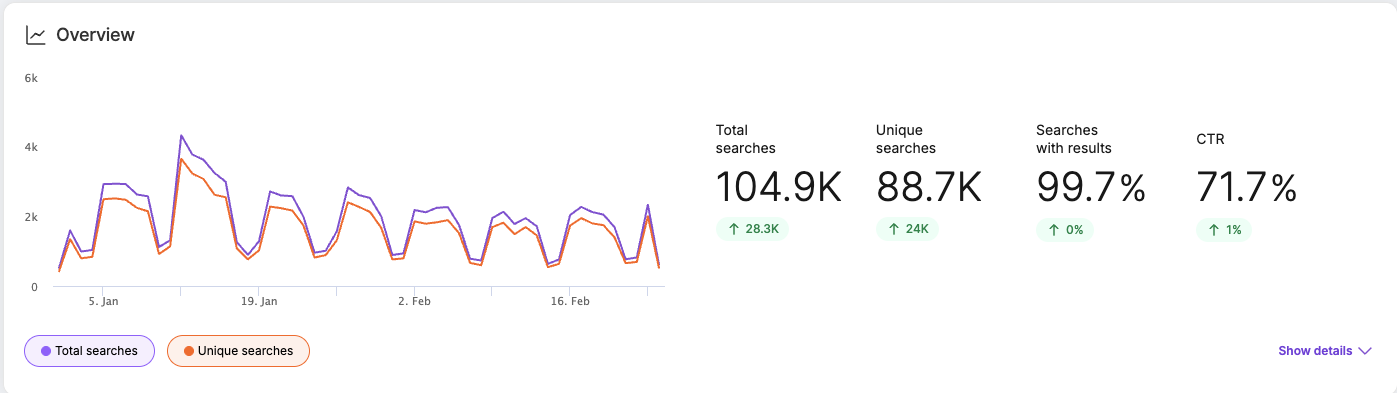 Overview
6k
4k
2k
0
5. Jan
19. Jan
2. Feb
16. Feb
Total searches
Unique searches
Total
searches
104.9K
↑ 28.3K
Unique
searches
88.7K
↑ 24K
Searches
with results
99.7%
↑ 0%
CTR
71.7%
↑ 1%
Show details